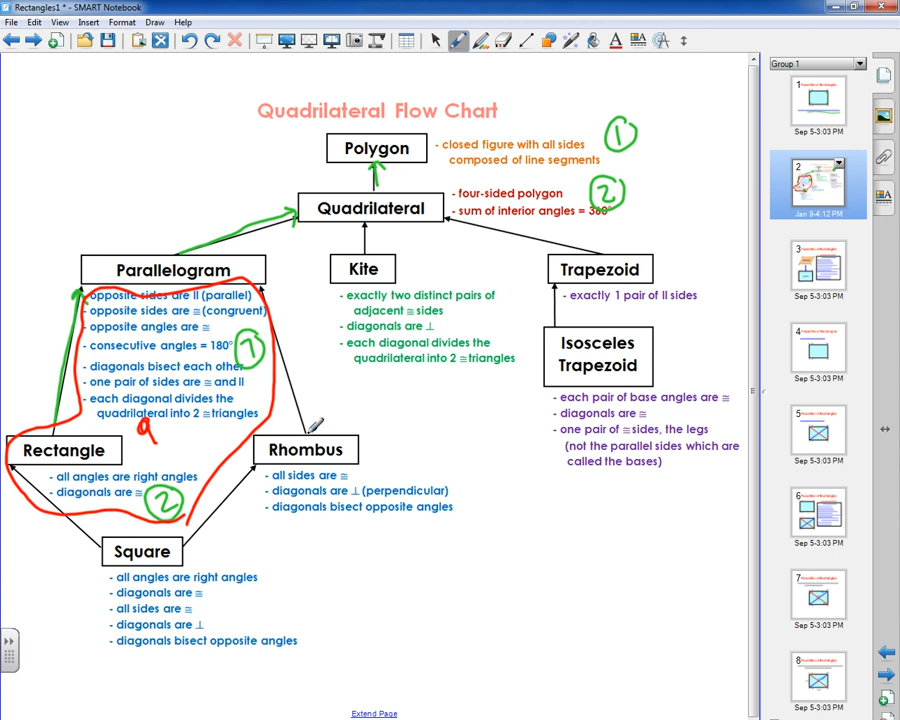 Rectangles1 * - SMART Notebook
File Edit View Insert Format Draw Help
Group 1
Quadrilateral Flow Chart
Polygon
- closed figure with all sides
composed of line segments
1
Quadrilateral
- four-sided polygon
- sum of interior angles = 360°
2
Parallelogram
- opposite sides are ll (parallel)
- opposite sides are ≅ (congruent)
- opposite angles are ≅
- consecutive angles = 180°
7
- diagonals bisect each other
- one pair of sides are ≅ and ll
- each diagonal divides the
quadrilateral into 2 ≅ triangles
9
Kite
- exactly two distinct pairs of
adjacent ≅ sides
- diagonals are ⊥
- each diagonal divides the
quadrilateral into 2 ≅ triangles
Trapezoid
- exactly 1 pair of ll sides
Isosceles
Trapezoid
- each pair of base angles are ≅
- diagonals are ≅
- one pair of ≅ sides, the legs
(not the parallel sides which are
called the bases)
Rectangle
- all angles are right angles
- diagonals are ≅
2
Rhombus
- all sides are ≅
- diagonals are ⊥ (perpendicular)
- diagonals bisect opposite angles
Square
- all angles are right angles
- diagonals are ≅
- all sides are ≅
- diagonals are ⊥
- diagonals bisect opposite angles
Extend Page
1
Sep 5-3:03 PM
2
Jan 8-4:12 PM
3
Sep 5-3:03 PM
4
Sep 5-3:03 PM
5
Sep 5-3:03 PM
6
Sep 5-3:03 PM
7
Sep 5-3:03 PM
8
Sep 5-3:03 PM